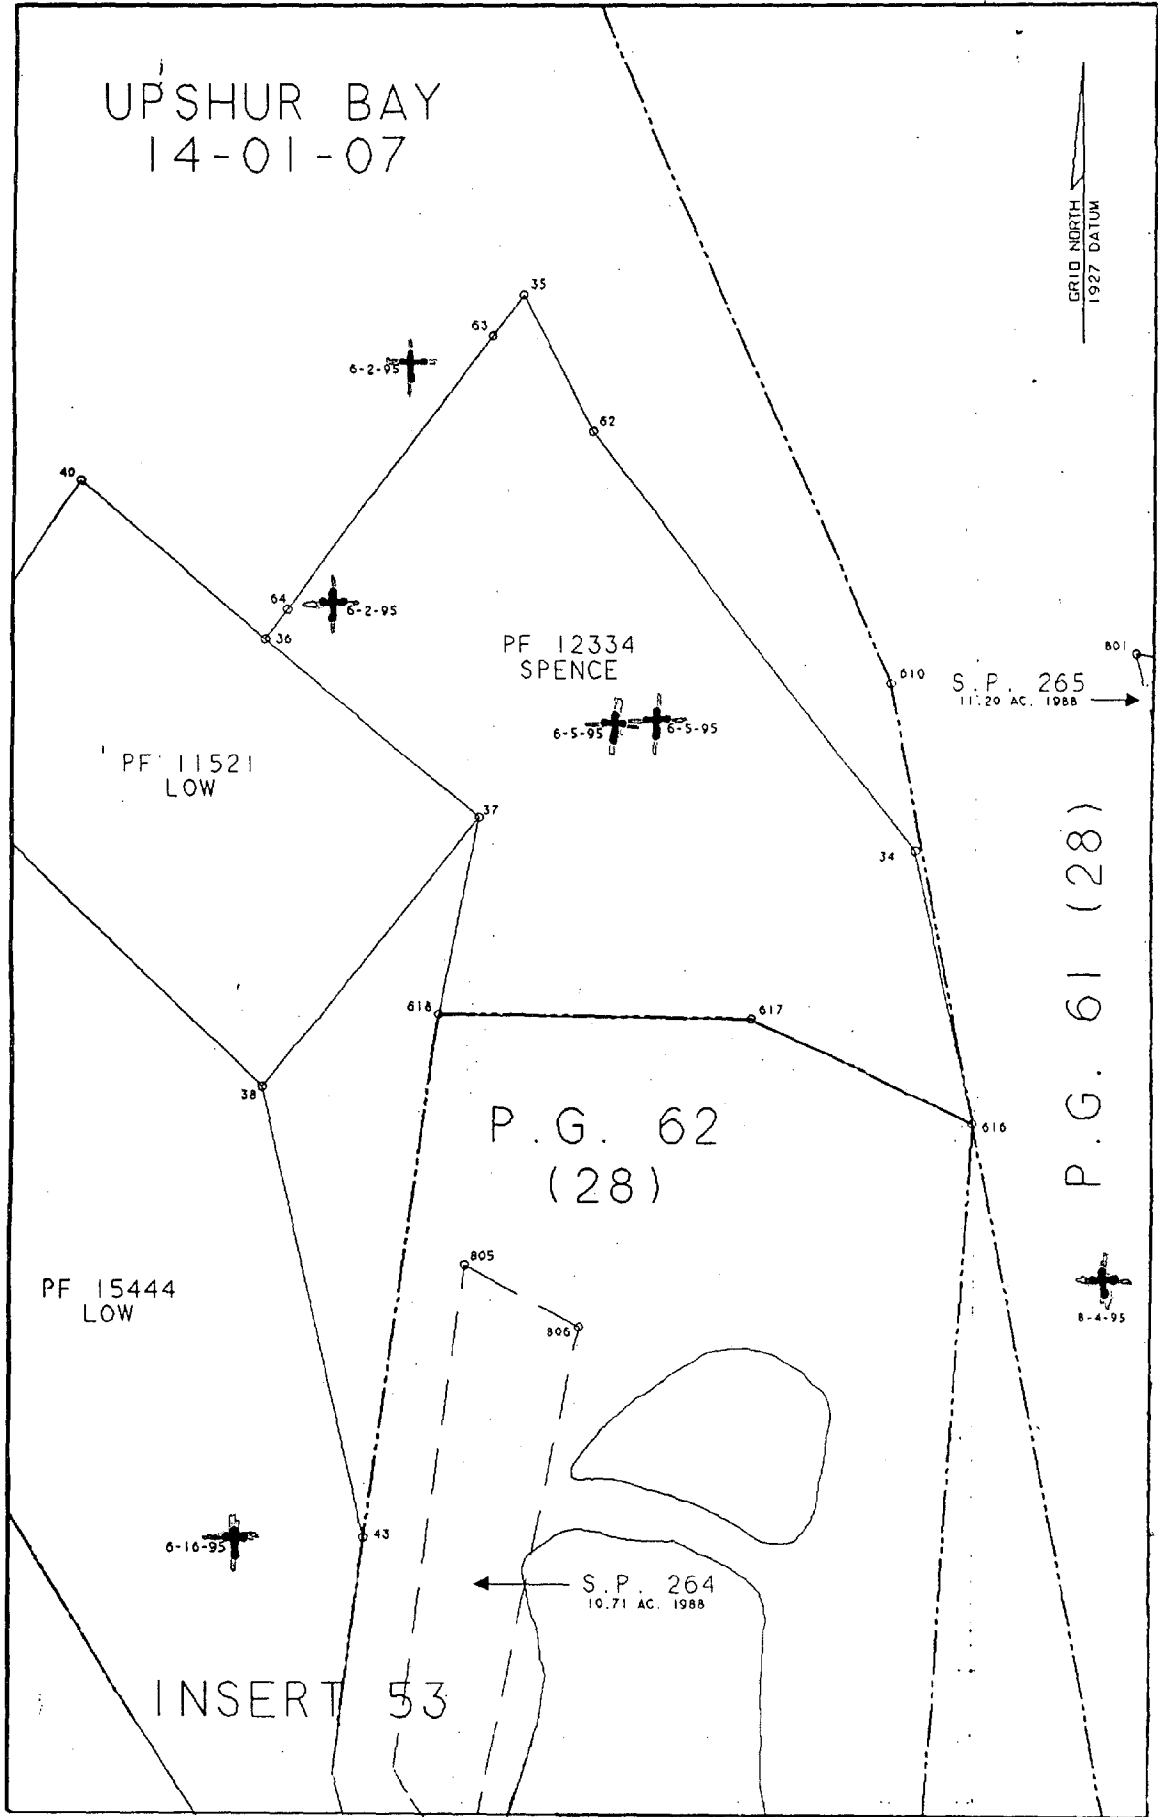 UPSHUR BAY
14-01-07
GRID NORTH
1927 DATUM
35
63
6-2-95
62
40
64
6-2-95
36
PF 12334
SPENCE
801
610
S.P. 265
11.20 AC. 1988
6-5-95
6-5-95
PF 11521
LOW
37
34
P.G. 61 (28)
618
617
38
P.G. 62
(28)
616
805
PF 15444
LOW
806
8-4-95
43
6-16-95
S.P. 264
10.71 AC. 1988
INSERT 53